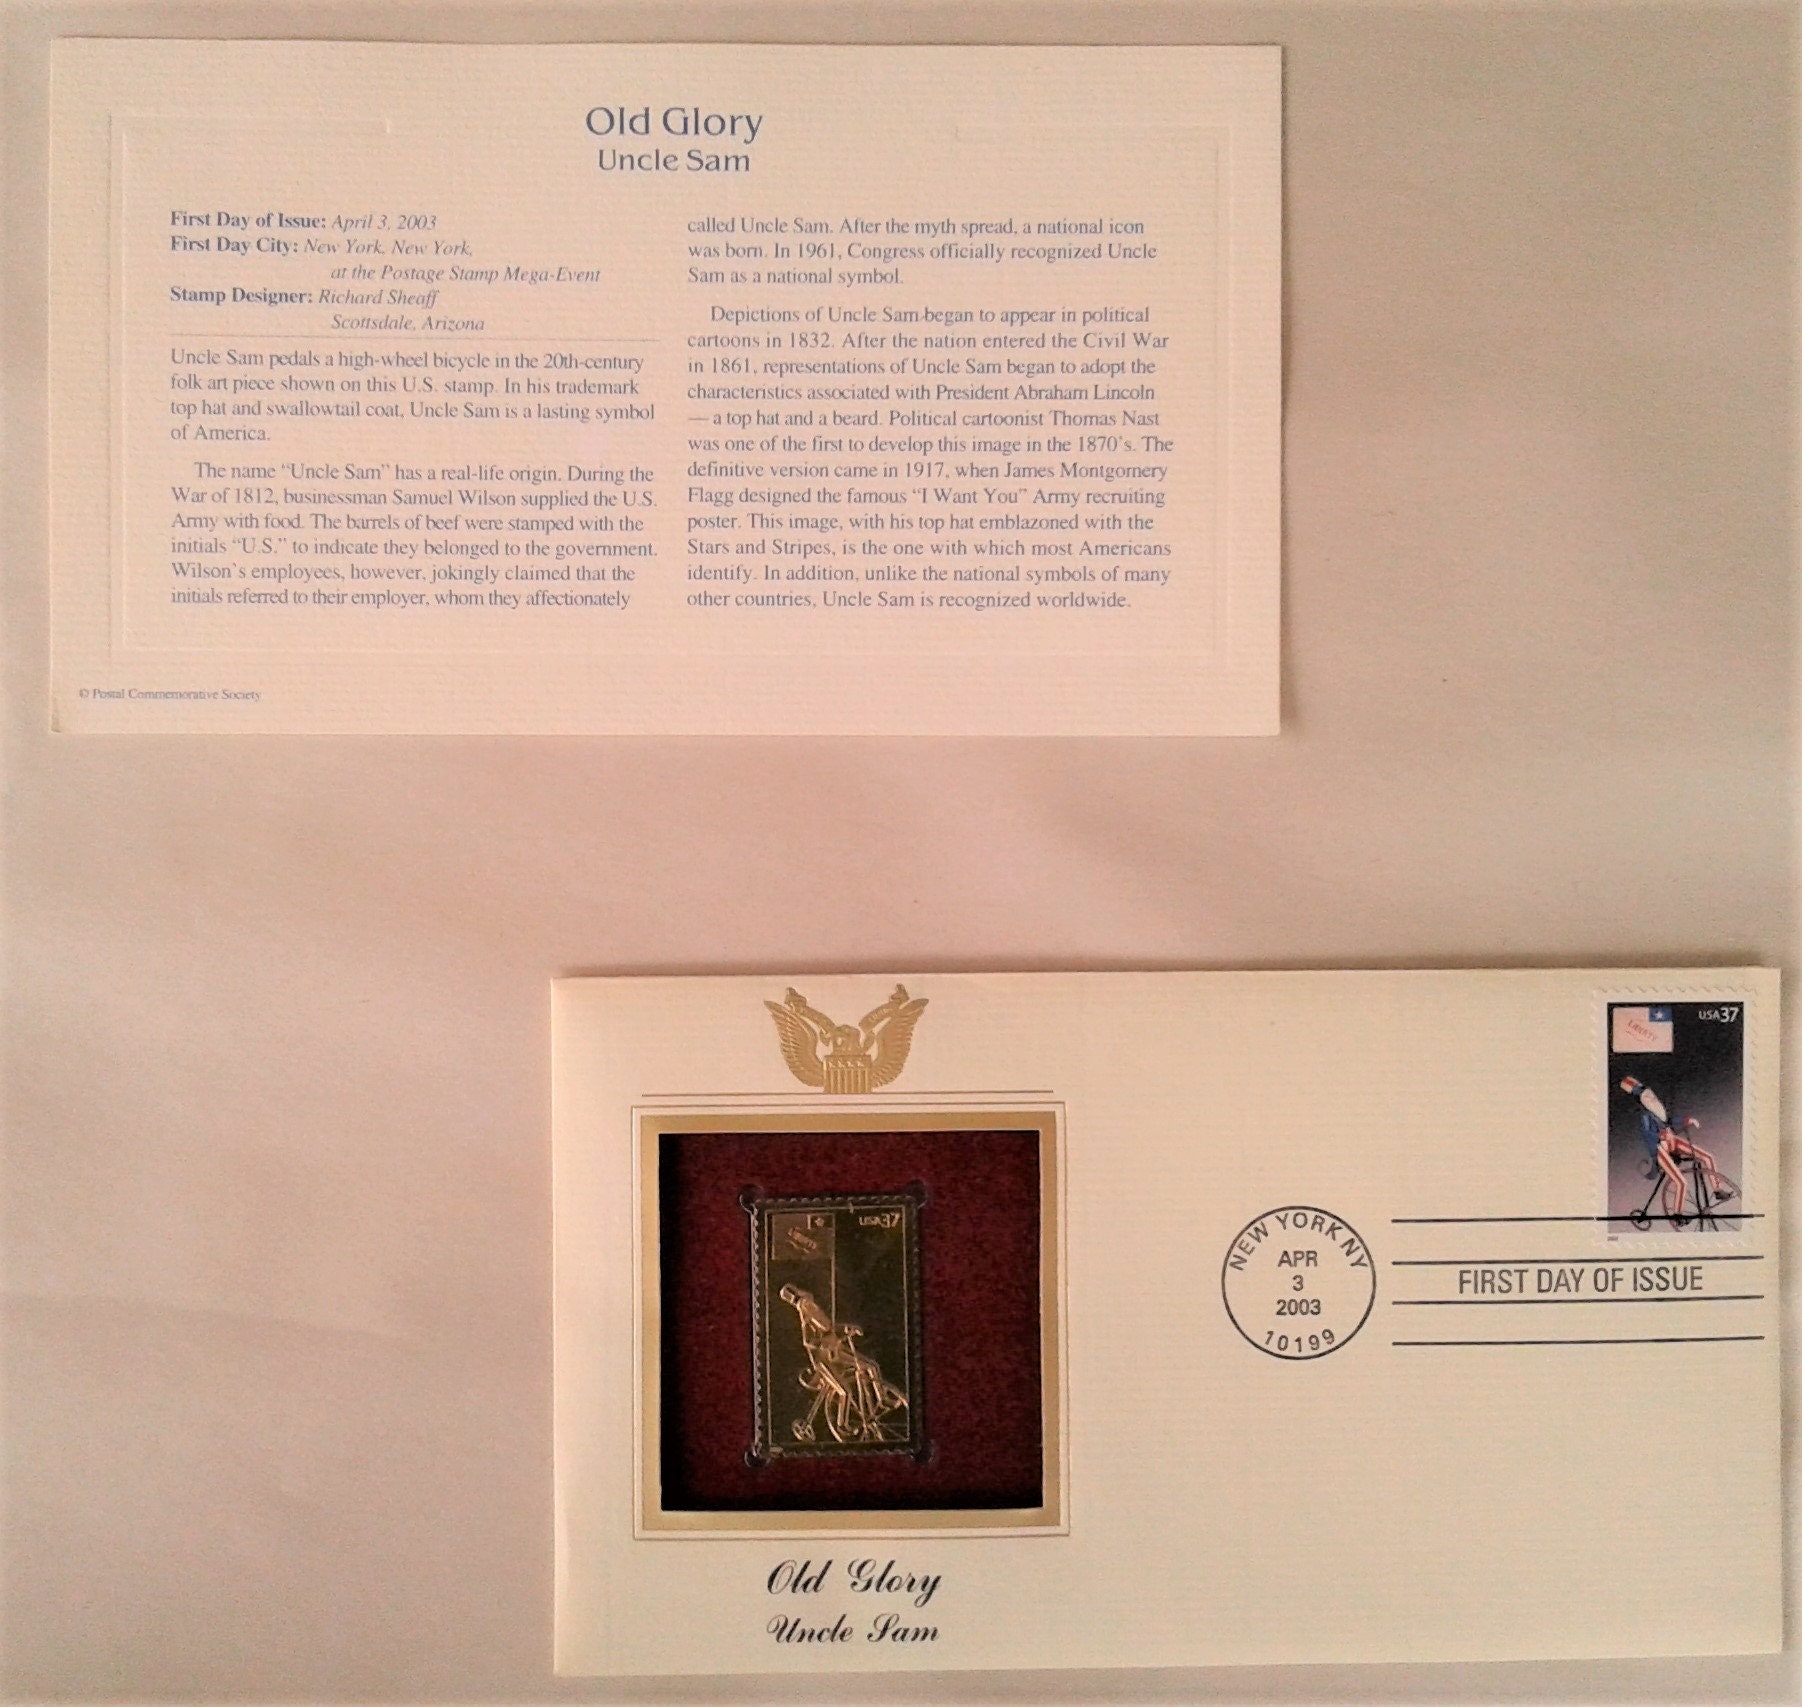 Old Glory
Uncle Sam
First Day of Issue: April 3, 2003
First Day City: New York, New York,
at the Postage Stamp Mega-Event
Stamp Designer: Richard Sheaff
Scottsdale, Arizona
Uncle Sam pedals a high-wheel bicycle in the 20th-century
folk art piece shown on this U.S. stamp. In his trademark
top hat and swallowtail coat, Uncle Sam is a lasting symbol
of America.
The name “Uncle Sam” has a real-life origin. During the
War of 1812, businessman Samuel Wilson supplied the U.S.
Army with food. The barrels of beef were stamped with the
initials “U.S.” to indicate they belonged to the government.
Wilson’s employees, however, jokingly claimed that the
initials referred to their employer, whom they affectionately
called Uncle Sam. After the myth spread, a national icon
was born. In 1961, Congress officially recognized Uncle
Sam as a national symbol.
Depictions of Uncle Sam began to appear in political
cartoons in 1832. After the nation entered the Civil War
in 1861, representations of Uncle Sam began to adopt the
characteristics associated with President Abraham Lincoln
— a top hat and a beard. Political cartoonist Thomas Nast
was one of the first to develop this image in the 1870’s. The
definitive version came in 1917, when James Montgomery
Flagg designed the famous “I Want You” Army recruiting
poster. This image, with his top hat emblazoned with the
Stars and Stripes, is the one with which most Americans
identify. In addition, unlike the national symbols of many
other countries, Uncle Sam is recognized worldwide.
© Postal Commemorative Society
USA 37
LIBERTY
USA 37
LIBERTY
NEW YORK NY
APR
3
2003
10199
FIRST DAY OF ISSUE
Old Glory
Uncle Sam